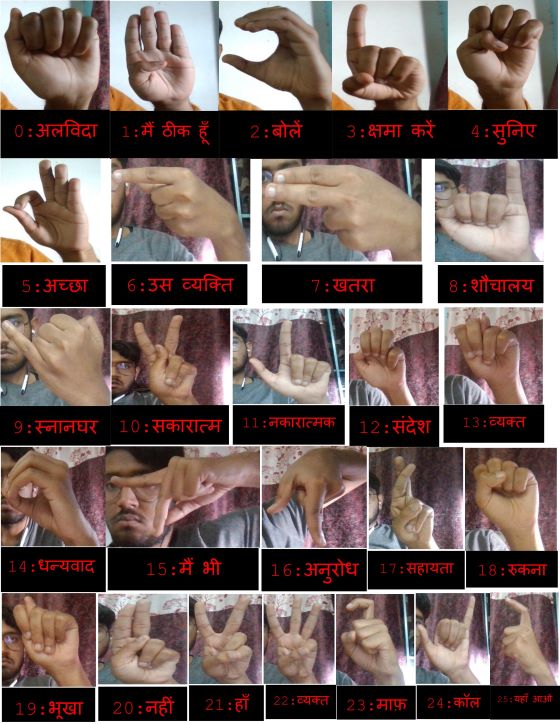 0:अलविदा
1:मैं ठीक हूँ
2:बोलें
3:क्षमा करें
4:सुनिए
5:अच्छा
6:उस व्यक्ति
7:खतरा
8:शौचालय
9:स्नानघर
10:सकारात्म
11:नकारात्मक
12:संदेश
13:व्यक्त
14:धन्यवाद
15:मैं भी
16:अनुरोध
17:सहायता
18:रुकना
19:भूखा
20:नहीं
21:हाँ
22:व्यक्त
23:माफ़
24:कॉल
25:यहाँ आओ